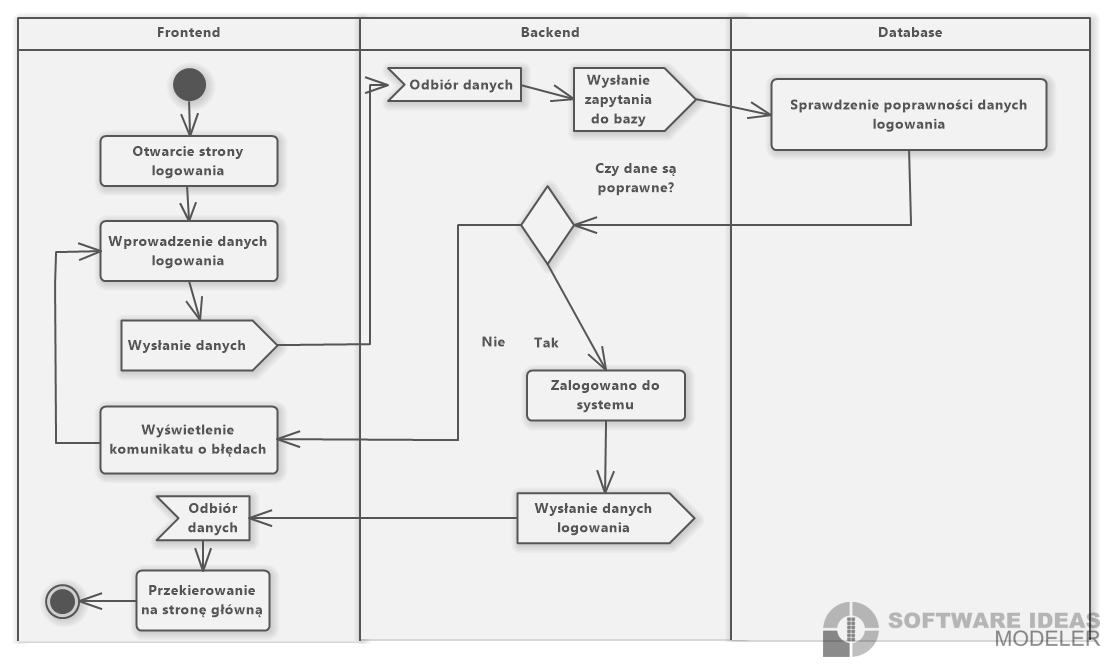 Frontend
Backend
Database
Otwarcie strony
logowania
Wprowadzenie danych
logowania
Wysłanie danych
Odbiór danych
Wysłanie
zapytania
do bazy
Sprawdzenie poprawności danych
logowania
Czy dane są
poprawne?
Nie
Tak
Wyświetlenie
komunikatu o błędach
Zalogowano do
systemu
Wysłanie danych
logowania
Odbiór
danych
Przekierowanie
na stronę główną
SOFTWARE IDEAS
MODELER